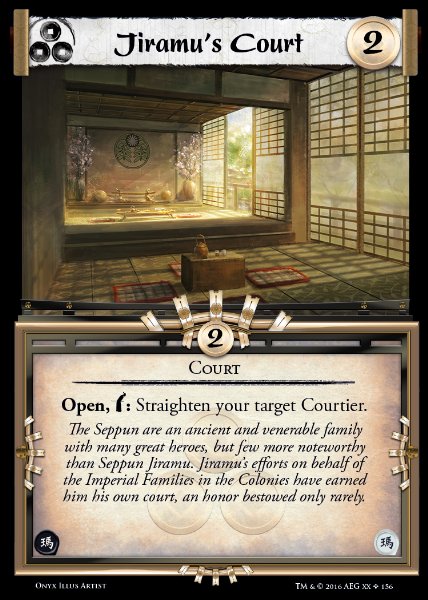 Jiramu's Court
2
2
Court
Open, : Straighten your target Courtier.
The Seppun are an ancient and venerable family
with many great heroes, but few more noteworthy
than Seppun Jiramu. Jiramu's efforts on behalf of
the Imperial Families in the Colonies have earned
him his own court, an honor bestowed only rarely.
瑪
瑪
Onyx Illus Artist
TM & © 2016 AEG XX ❖ 156